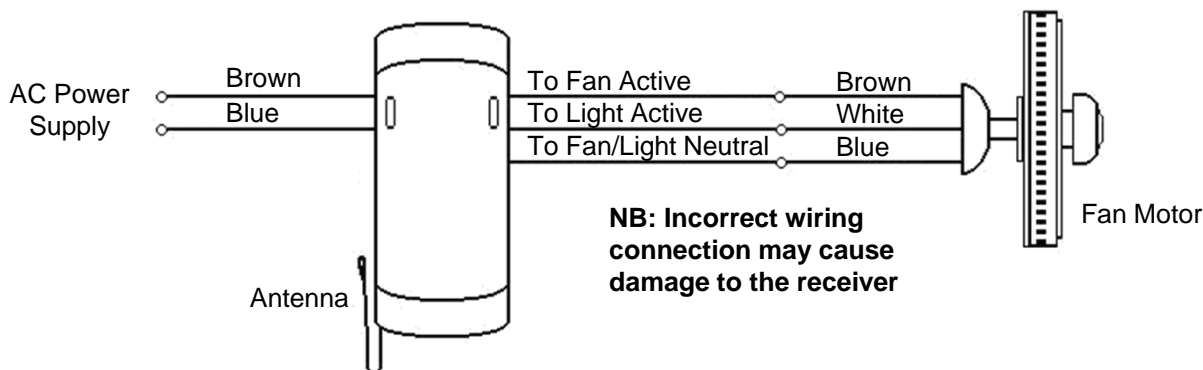 AC Power
Supply
Brown
Blue
To Fan Active
To Light Active
To Fan/Light Neutral
Brown
White
Blue
Fan Motor
NB: Incorrect wiring
connection may cause
damage to the receiver
Antenna